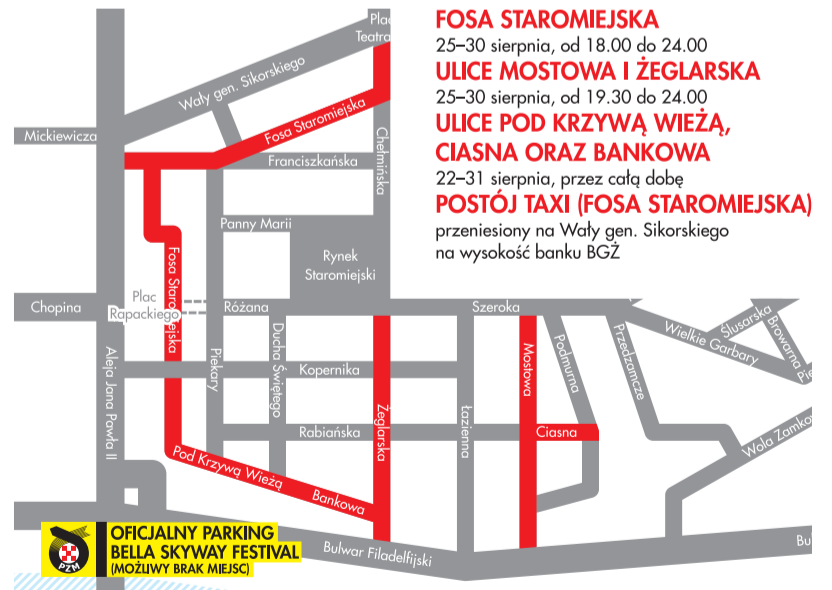 FOSA STAROMIEJSKA
25–30 sierpnia, od 18.00 do 24.00
ULICE MOSTOWA I ŻEGLARSKA
25–30 sierpnia, od 19.30 do 24.00
ULICE POD KRZYWĄ WIEŻĄ,
CIASNA ORAZ BANKOWA
22–31 sierpnia, przez całą dobę
POSTÓJ TAXI (FOSA STAROMIEJSKA)
przeniesiony na Wały gen. Sikorskiego
na wysokość banku BGŻ
Plac
Teatra
Wały gen. Sikorskiego
Mickiewicza
Fosa Staromiejska
Chełmińska
Franciszkańska
Panny Marii
Rynek
Staromiejski
Fosa Staromiejska
Plac
Rapackiego
Chopina
Różana
Szeroka
Ślusarska
Browarna
Wielkie Garbary
Pie
Aleja Jana Pawła II
Piekary
Ducha Świętego
Kopernika
Żeglarska
Łazienna
Mostowa
Podmurna
Przedzamcze
Rabiańska
Ciasna
Wola Zamko
Pod Krzywą Wieżą
Bankowa
Bulwar Filadelfijski
Bu
PZM
OFICJALNY PARKING
BELLA SKYWAY FESTIVAL
(MOŻLIWY BRAK MIEJSC)